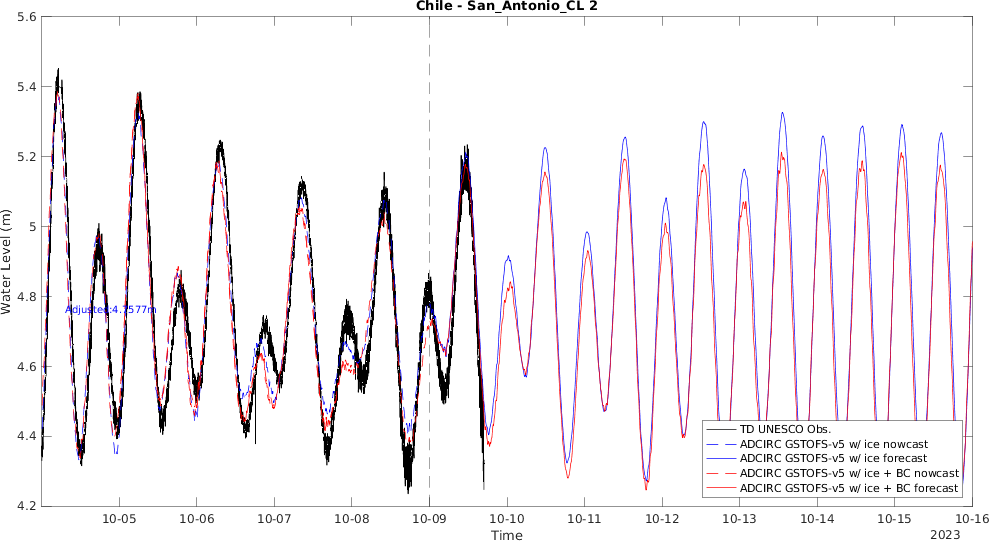 Chile - San_Antonio_CL 2
5.6
5.4
5.2
5
4.8
4.6
4.4
4.2
Water Level (m)
Adjusted:4.7577m
TD UNESCO Obs.
ADCIRC GSTOFS-v5 w/ ice nowcast
ADCIRC GSTOFS-v5 w/ ice forecast
ADCIRC GSTOFS-v5 w/ ice + BC nowcast
ADCIRC GSTOFS-v5 w/ ice + BC forecast
10-05 10-06 10-07 10-08 10-09 10-10 10-11 10-12 10-13 10-14 10-15 10-16
Time
2023